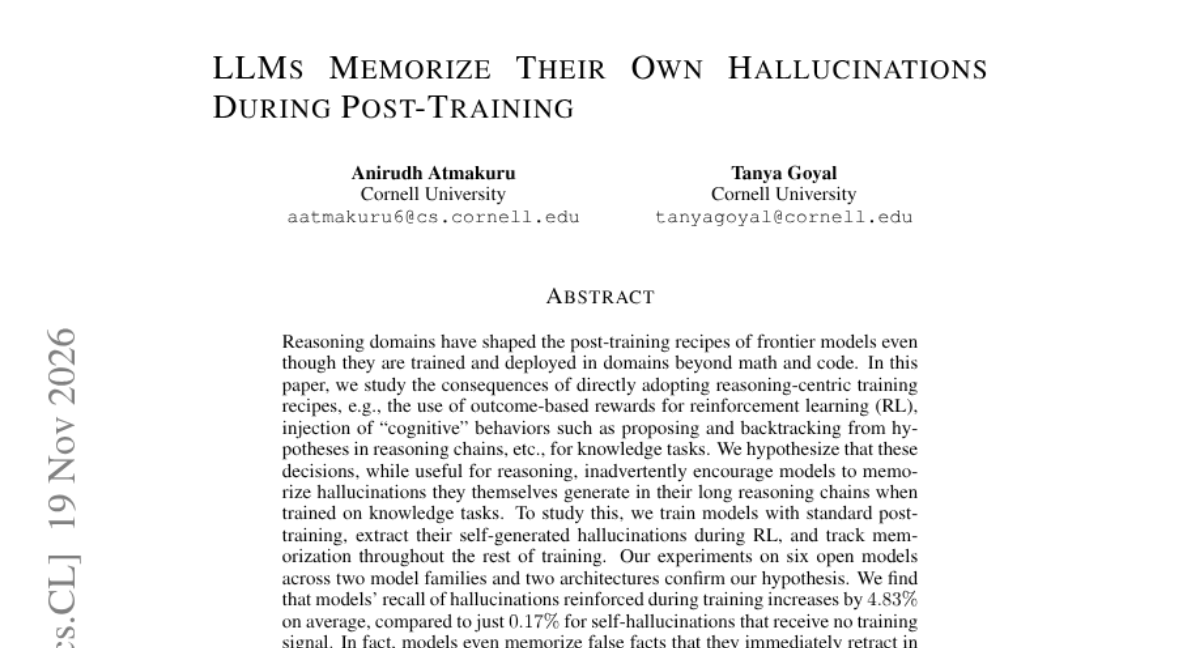 LLMS MEMORIZE THEIR OWN HALLUCINATIONS
DURING POST-TRAINING
Anirudh Atmakuru
Cornell University
aatmakuru6@cs.cornell.edu
Tanya Goyal
Cornell University
tanyagoyal@cornell.edu
ABSTRACT
Reasoning domains have shaped the post-training recipes of frontier models even
though they are trained and deployed in domains beyond math and code. In this
paper, we study the consequences of directly adopting reasoning-centric training
recipes, e.g., the use of outcome-based rewards for reinforcement learning (RL),
injection of “cognitive” behaviors such as proposing and backtracking from hy-
potheses in reasoning chains, etc., for knowledge tasks. We hypothesize that these
decisions, while useful for reasoning, inadvertently encourage models to memo-
rize hallucinations they themselves generate in their long reasoning chains when
trained on knowledge tasks. To study this, we train models with standard post-
training, extract their self-generated hallucinations during RL, and track mem-
orization throughout the rest of training. Our experiments on six open models
across two model families and two architectures confirm our hypothesis. We find
that models’ recall of hallucinations reinforced during training increases by 4.83%
on average, compared to just 0.17% for self-hallucinations that receive no training
signal. In fact, models even memorize false facts that they immediately retract in
cs.CL] 19 Nov 2026